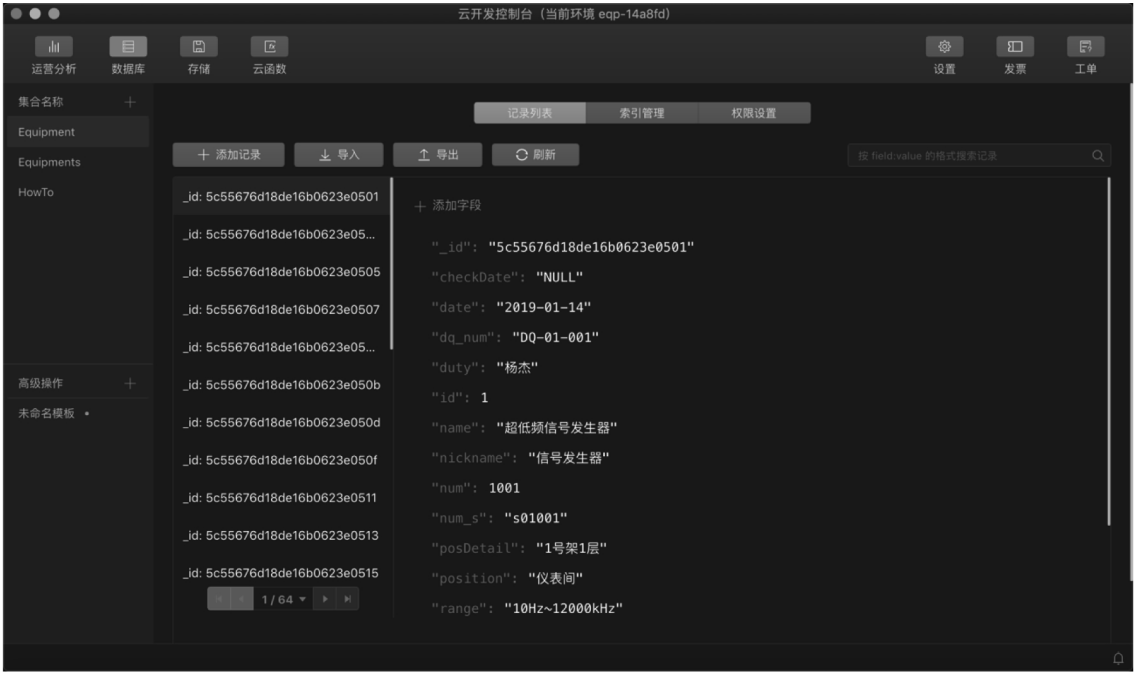 云开发控制台（当前环境 eqp-14a8fd）
运营分析 数据库 存储 云函数 设置 发票 工单
集合名称
Equipment
Equipments
HowTo
高级操作
未命名模板
记录列表 索引管理 权限设置
添加记录 导入 导出 刷新
按 field:value 的格式搜索记录
_id: 5c55676d18de16b0623e0501
_id: 5c55676d18de16b0623e05...
_id: 5c55676d18de16b0623e0505
_id: 5c55676d18de16b0623e0507
_id: 5c55676d18de16b0623e05...
_id: 5c55676d18de16b0623e050b
_id: 5c55676d18de16b0623e050d
_id: 5c55676d18de16b0623e050f
_id: 5c55676d18de16b0623e0511
_id: 5c55676d18de16b0623e0513
_id: 5c55676d18de16b0623e0515
1 / 64
添加字段
"_id": "5c55676d18de16b0623e0501"
"checkDate": "NULL"
"date": "2019-01-14"
"dq_num": "DQ-01-001"
"duty": "杨杰"
"id": 1
"name": "超低频信号发生器"
"nickname": "信号发生器"
"num": 1001
"num_s": "s01001"
"posDetail": "1号架1层"
"position": "仪表间"
"range": "10Hz~12000kHz"